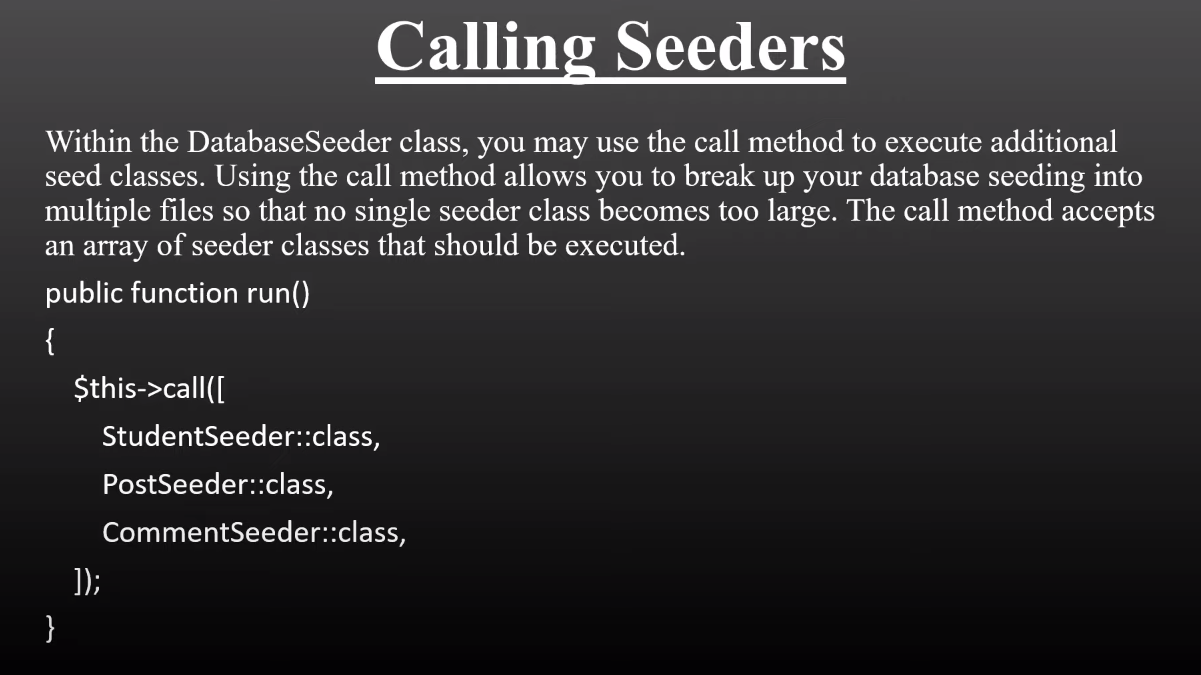 Calling Seeders
Within the DatabaseSeeder class, you may use the call method to execute additional
seed classes. Using the call method allows you to break up your database seeding into
multiple files so that no single seeder class becomes too large. The call method accepts
an array of seeder classes that should be executed.
public function run()
{
$this->call([
StudentSeeder::class,
PostSeeder::class,
CommentSeeder::class,
]);
}